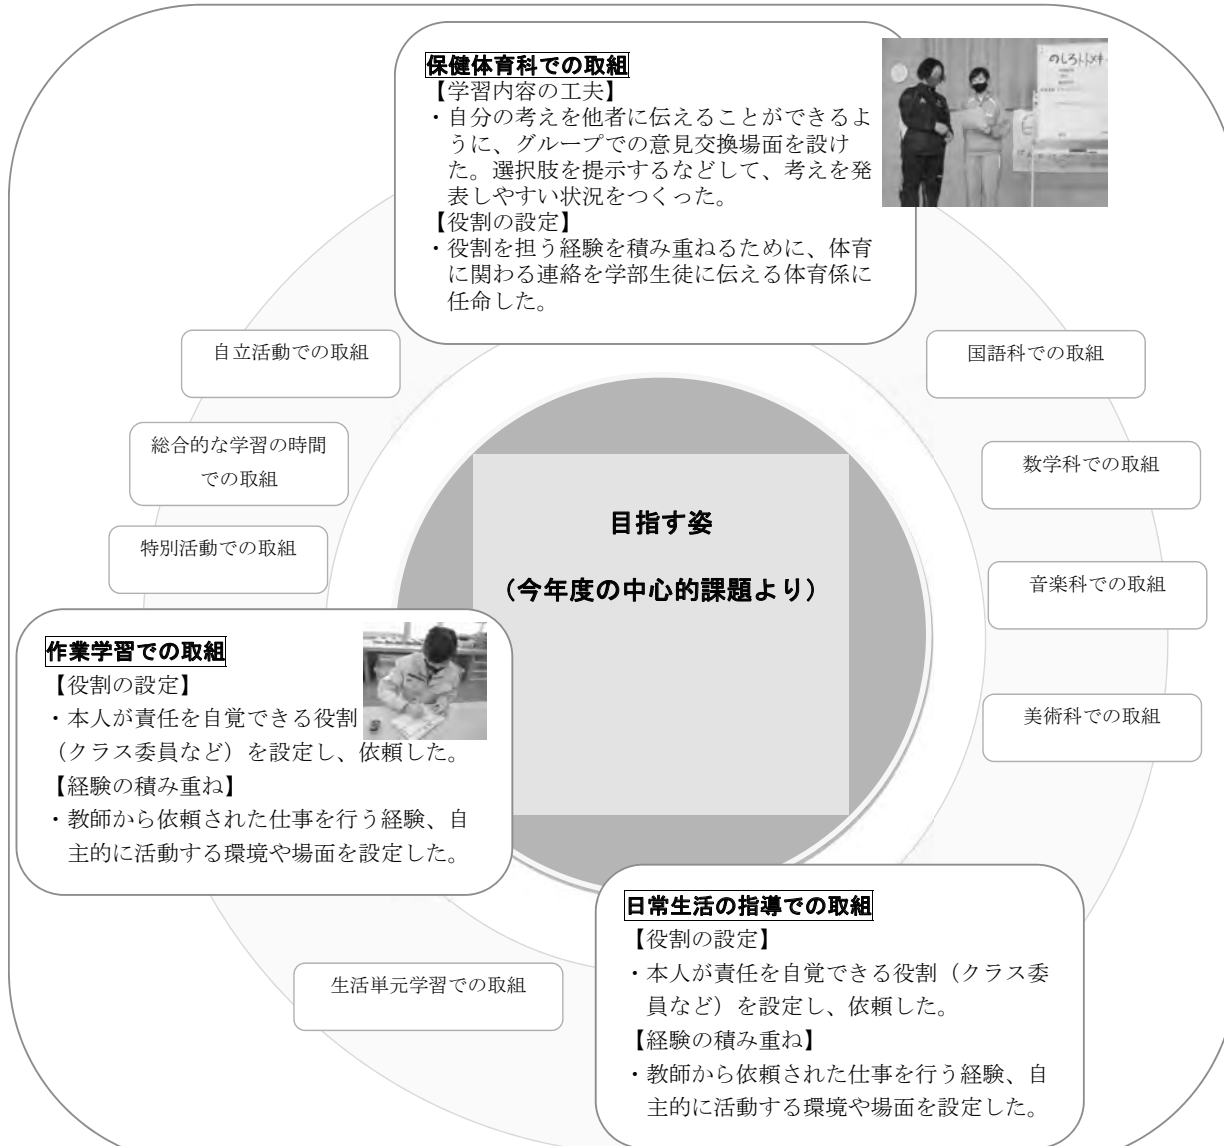 保健体育科での取組
【学習内容の工夫】
・自分の考えを他者に伝えることができるよ
うに、グループでの意見交換場面を設け
た。選択肢を提示するなどして、考えを発
表しやすい状況をつくった。
【役割の設定】
・役割を担う経験を積み重ねるために、体育
に関わる連絡を学部生徒に伝える体育係に
任命した。
のしろトトメキ
自立活動での取組
国語科での取組
総合的な学習の時間
での取組
数学科での取組
特別活動での取組
音楽科での取組
美術科での取組
目指す姿
（今年度の中心的課題より）
作業学習での取組
【役割の設定】
・本人が責任を自覚できる役割
（クラス委員など）を設定し、依頼した。
【経験の積み重ね】
・教師から依頼された仕事を行う経験、自
主的に活動する環境や場面を設定した。
日常生活の指導での取組
【役割の設定】
・本人が責任を自覚できる役割（クラス委
員など）を設定し、依頼した。
【経験の積み重ね】
・教師から依頼された仕事を行う経験、自
主的に活動する環境や場面を設定した。
生活単元学習での取組